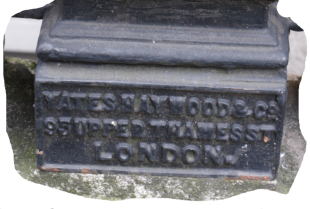 YATES HAYWOOD & Co
95 UPPER THAMES ST
LONDON.